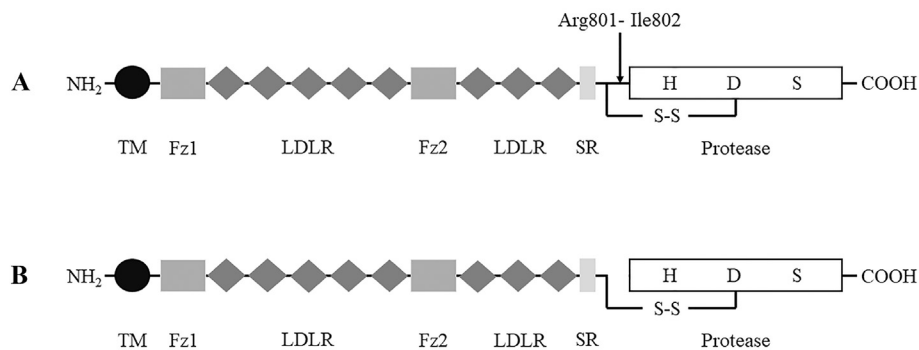 Arg801- Ile802
A NH2 H D S COOH
S-S
TM Fz1 LDLR Fz2 LDLR SR Protease
B NH2 H D S COOH
S-S
TM Fz1 LDLR Fz2 LDLR SR Protease